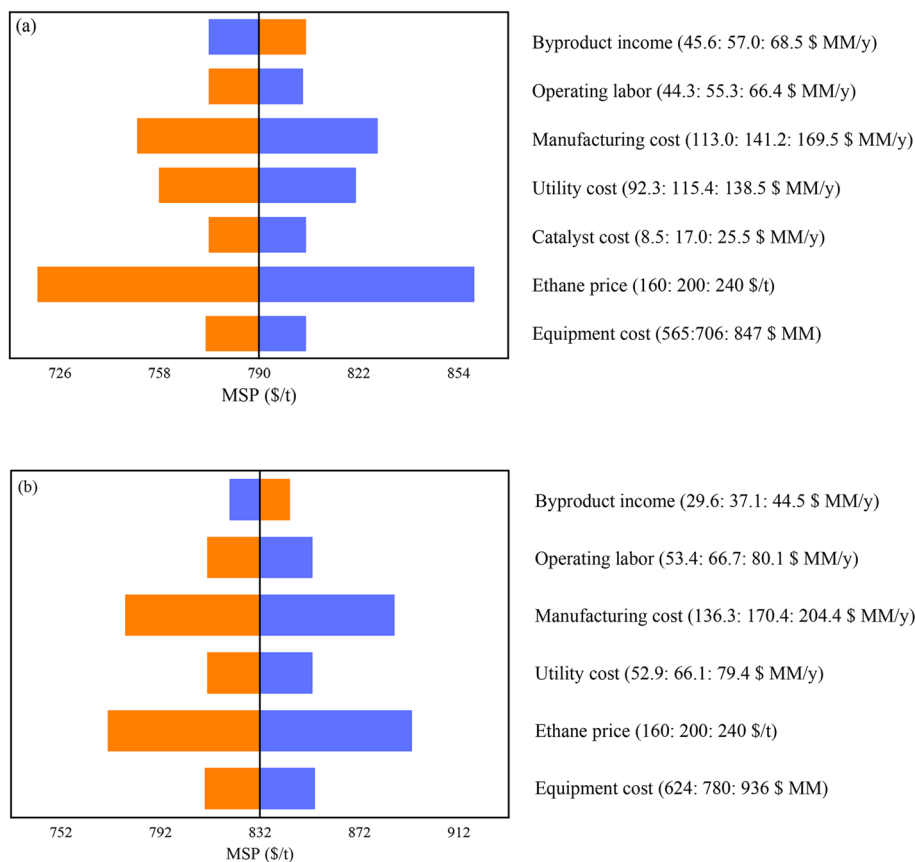 (a)
Byproduct income (45.6: 57.0: 68.5 $ MM/y)
Operating labor (44.3: 55.3: 66.4 $ MM/y)
Manufacturing cost (113.0: 141.2: 169.5 $ MM/y)
Utility cost (92.3: 115.4: 138.5 $ MM/y)
Catalyst cost (8.5: 17.0: 25.5 $ MM/y)
Ethane price (160: 200: 240 $/t)
Equipment cost (565:706: 847 $ MM)
726 758 790 822 854
MSP ($/t)
(b)
Byproduct income (29.6: 37.1: 44.5 $ MM/y)
Operating labor (53.4: 66.7: 80.1 $ MM/y)
Manufacturing cost (136.3: 170.4: 204.4 $ MM/y)
Utility cost (52.9: 66.1: 79.4 $ MM/y)
Ethane price (160: 200: 240 $/t)
Equipment cost (624: 780: 936 $ MM)
752 792 832 872 912
MSP ($/t)